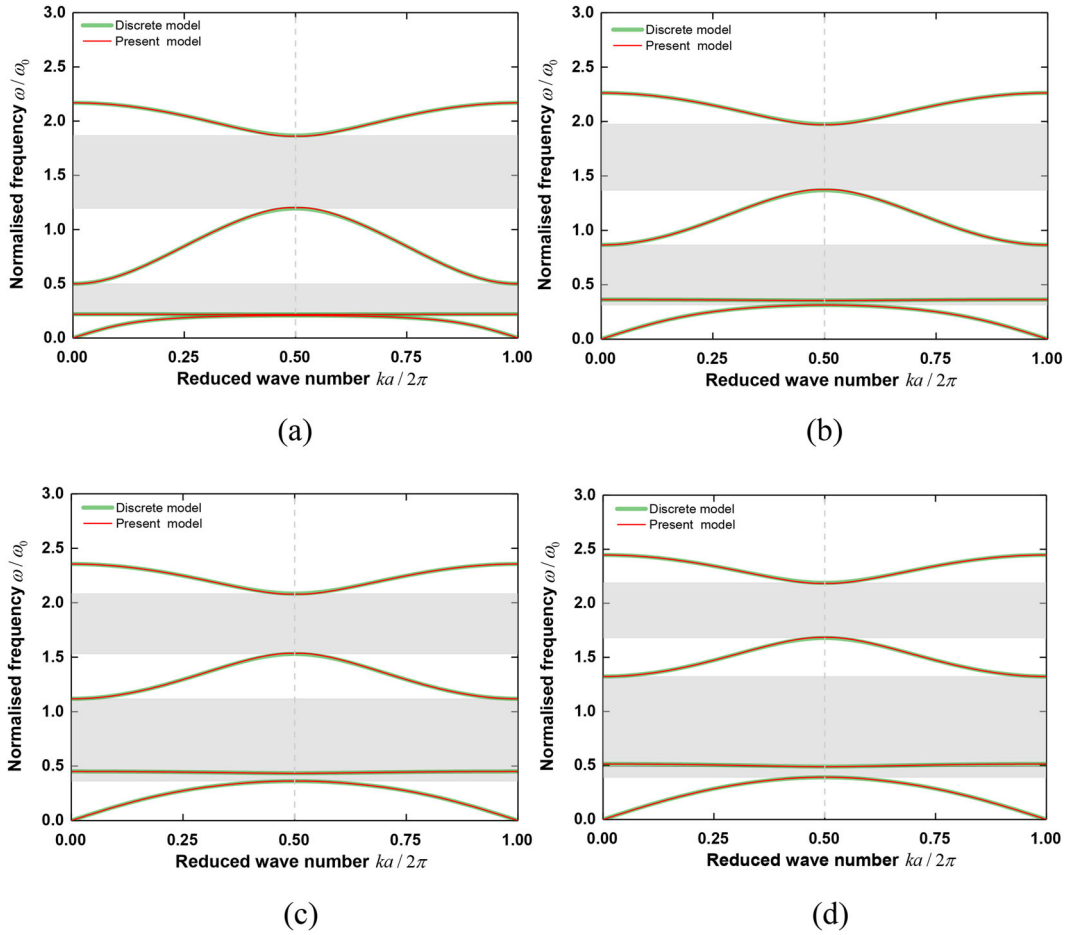 3.0
2.5
2.0
1.5
1.0
0.5
0.0
Normalised frequency ω / ω₀
Discrete model
Present model
0.00 0.25 0.50 0.75 1.00
Reduced wave number ka / 2π
(a)
3.0
2.5
2.0
1.5
1.0
0.5
0.0
Normalised frequency ω / ω₀
Discrete model
Present model
0.00 0.25 0.50 0.75 1.00
Reduced wave number ka / 2π
(b)
3.0
2.5
2.0
1.5
1.0
0.5
0.0
Normalised frequency ω / ω₀
Discrete model
Present model
0.00 0.25 0.50 0.75 1.00
Reduced wave number ka / 2π
(c)
3.0
2.5
2.0
1.5
1.0
0.5
0.0
Normalised frequency ω / ω₀
Discrete model
Present model
0.00 0.25 0.50 0.75 1.00
Reduced wave number ka / 2π
(d)